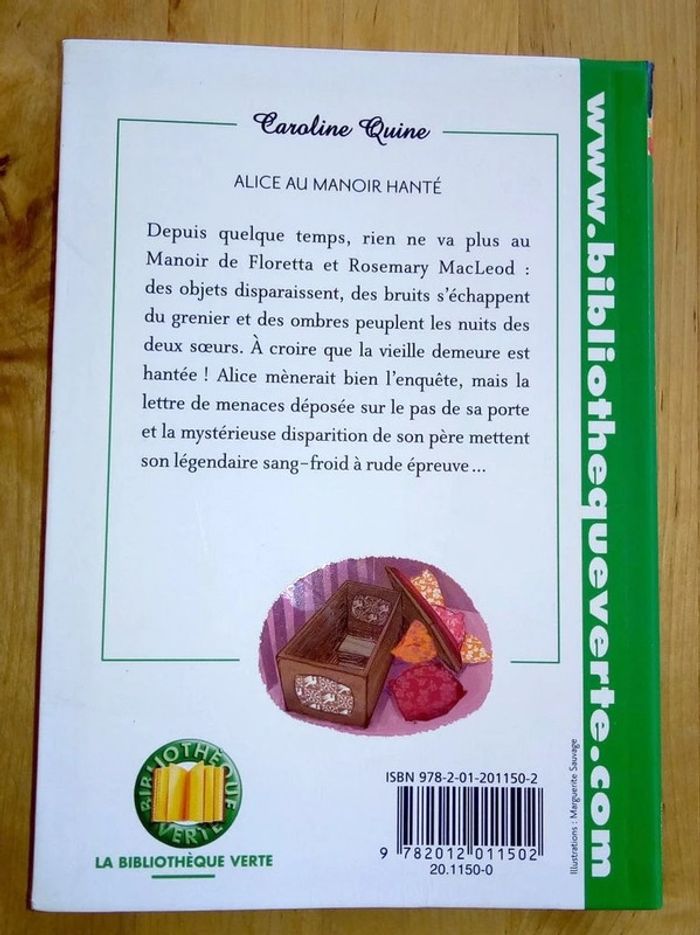 Caroline Quine
ALICE AU MANOIR HANTÉ
Depuis quelque temps, rien ne va plus au
Manoir de Floretta et Rosemary MacLeod :
des objets disparaissent, des bruits s'échappent
du grenier et des ombres peuplent les nuits des
deux sœurs. À croire que la vieille demeure est
hantée ! Alice mènerait bien l'enquête, mais la
lettre de menaces déposée sur le pas de sa porte
et la mystérieuse disparition de son père mettent
son légendaire sang-froid à rude épreuve...
www.bibliothequeverte.com
BIBLIOTHÈQUE
VERTE
LA BIBLIOTHÈQUE VERTE
ISBN 978-2-01-201150-2
9 782012 011502
20.1150-0
Illustrations : Marguerite Sauvage